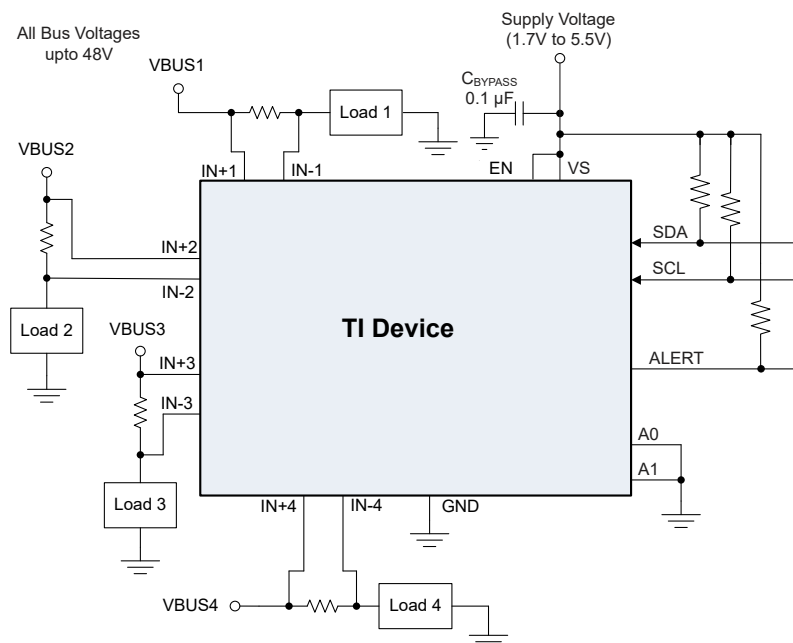 All Bus Voltages
upto 48V
Supply Voltage
(1.7V to 5.5V)
VBUS1
CBYPASS
0.1 µF
Load 1
VBUS2
IN+1
IN-1
EN
VS
IN+2
SDA
IN-2
SCL
TI Device
Load 2
VBUS3
IN+3
ALERT
IN-3
A0
A1
Load 3
IN+4
IN-4
GND
VBUS4
Load 4